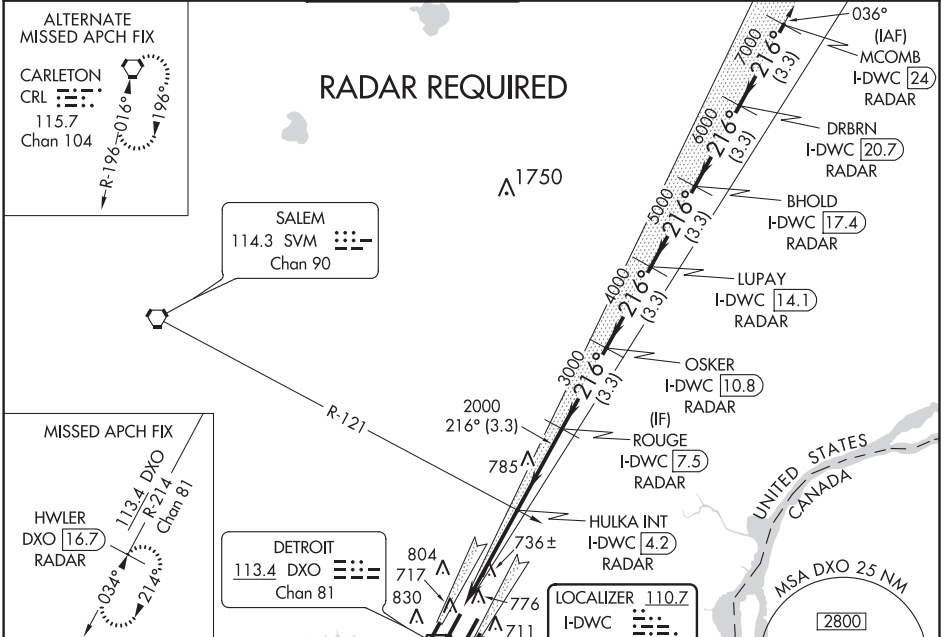 ALTERNATE
MISSED APCH FIX
CARLETON
CRL
115.7
Chan 104
R-196
016°
196°
RADAR REQUIRED
1750
036°
(IAF)
MCOMB
I-DWC 24
RADAR
7000
216°
(3.3)
DRBRN
I-DWC 20.7
RADAR
6000
216°
(3.3)
BHOLD
I-DWC 17.4
RADAR
5000
216°
(3.3)
LUPAY
I-DWC 14.1
RADAR
4000
216°
(3.3)
OSKER
I-DWC 10.8
RADAR
3000
216°
(3.3)
(IF)
ROUGE
I-DWC 7.5
RADAR
2000
216° (3.3)
SALEM
114.3 SVM
Chan 90
R-121
785
HULKA INT
I-DWC 4.2
RADAR
736±
MISSED APCH FIX
113.4 DXO
R-214
Chan 81
HWLER
DXO 16.7
RADAR
034°
214°
DETROIT
113.4 DXO
Chan 81
804
717
830
776
711
LOCALIZER 110.7
I-DWC
UNITED STATES
CANADA
MSA DXO 25 NM
2800